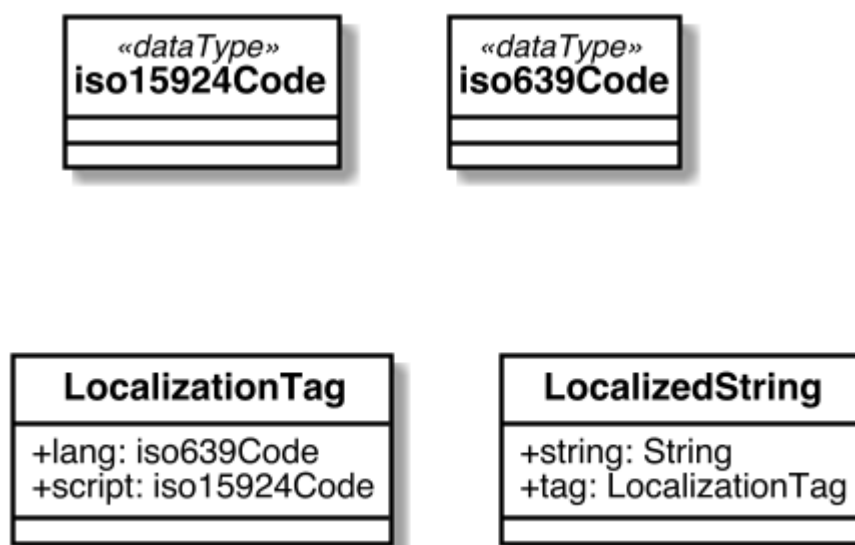 «dataType»
iso15924Code
«dataType»
iso639Code
LocalizationTag
+lang: iso639Code
+script: iso15924Code
LocalizedString
+string: String
+tag: LocalizationTag